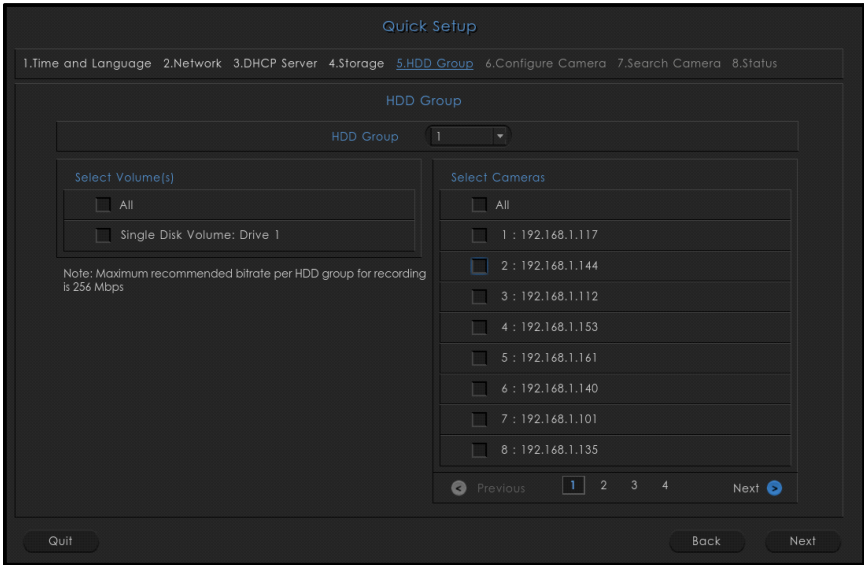 Quick Setup
1.Time and Language 2.Network 3.DHCP Server 4.Storage 5.HDD Group 6.Configure Camera 7.Search Camera 8.Status
HDD Group
HDD Group 1
Select Volume(s)
All
Single Disk Volume: Drive 1
Note: Maximum recommended bitrate per HDD group for recording
is 256 Mbps
Select Cameras
All
1 : 192.168.1.117
2 : 192.168.1.144
3 : 192.168.1.112
4 : 192.168.1.153
5 : 192.168.1.161
6 : 192.168.1.140
7 : 192.168.1.101
8 : 192.168.1.135
< Previous 1 2 3 4 Next >
Quit Back Next